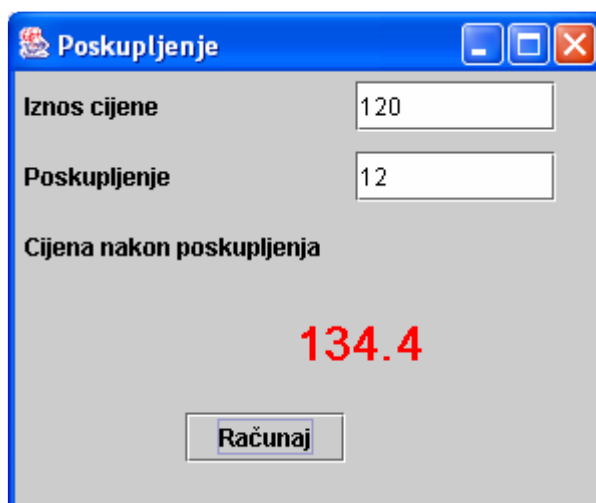 Poskupljenje
Iznos cijene 120
Poskupljenje 12
Cijena nakon poskupljenja
134.4
Računaj